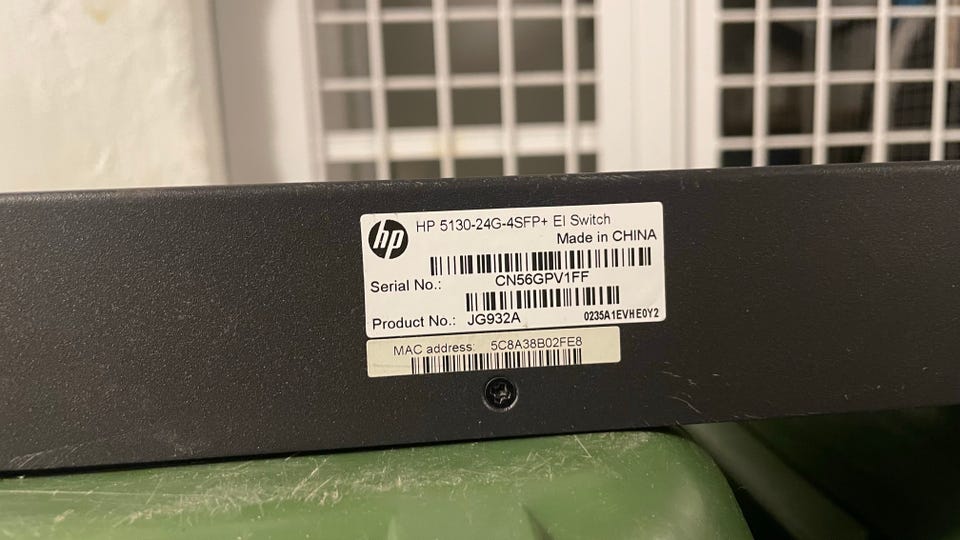 hp HP 5130-24G-4SFP+ EI Switch
Made in CHINA
Serial No.: CN56GPV1FF
Product No.: JG932A 0235A1EVHE0Y2
MAC address: 5C8A38B02FE8